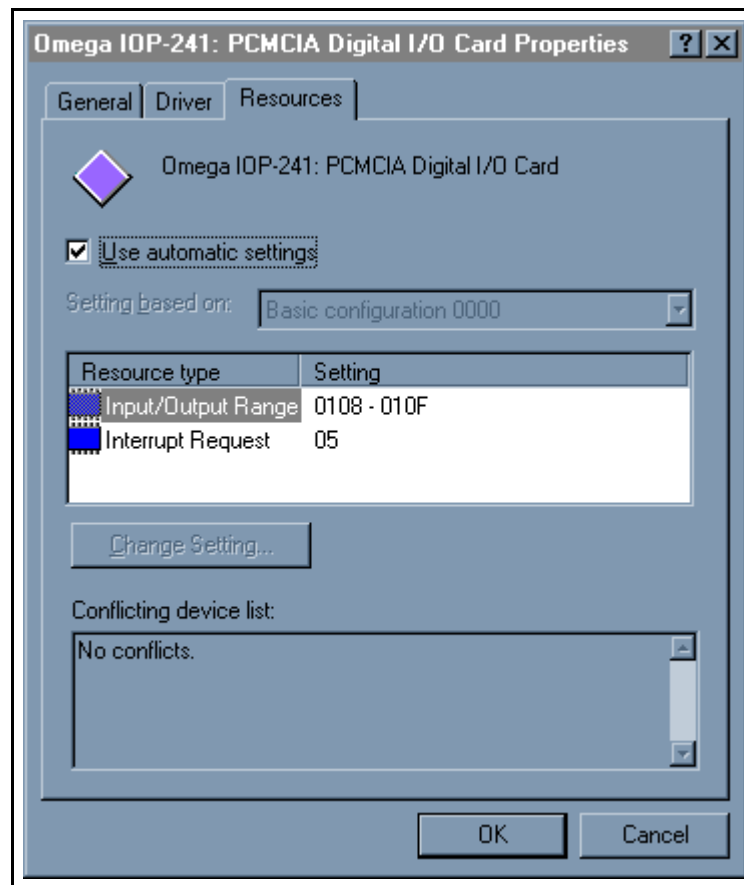 Omega IOP-241: PCMCIA Digital I/O Card Properties ? X
General Driver Resources
Omega IOP-241: PCMCIA Digital I/O Card
Use automatic settings
Setting based on: Basic configuration 0000
Resource type Setting
Input/Output Range 0108 - 010F
Interrupt Request 05
Change Setting...
Conflicting device list:
No conflicts.
OK Cancel